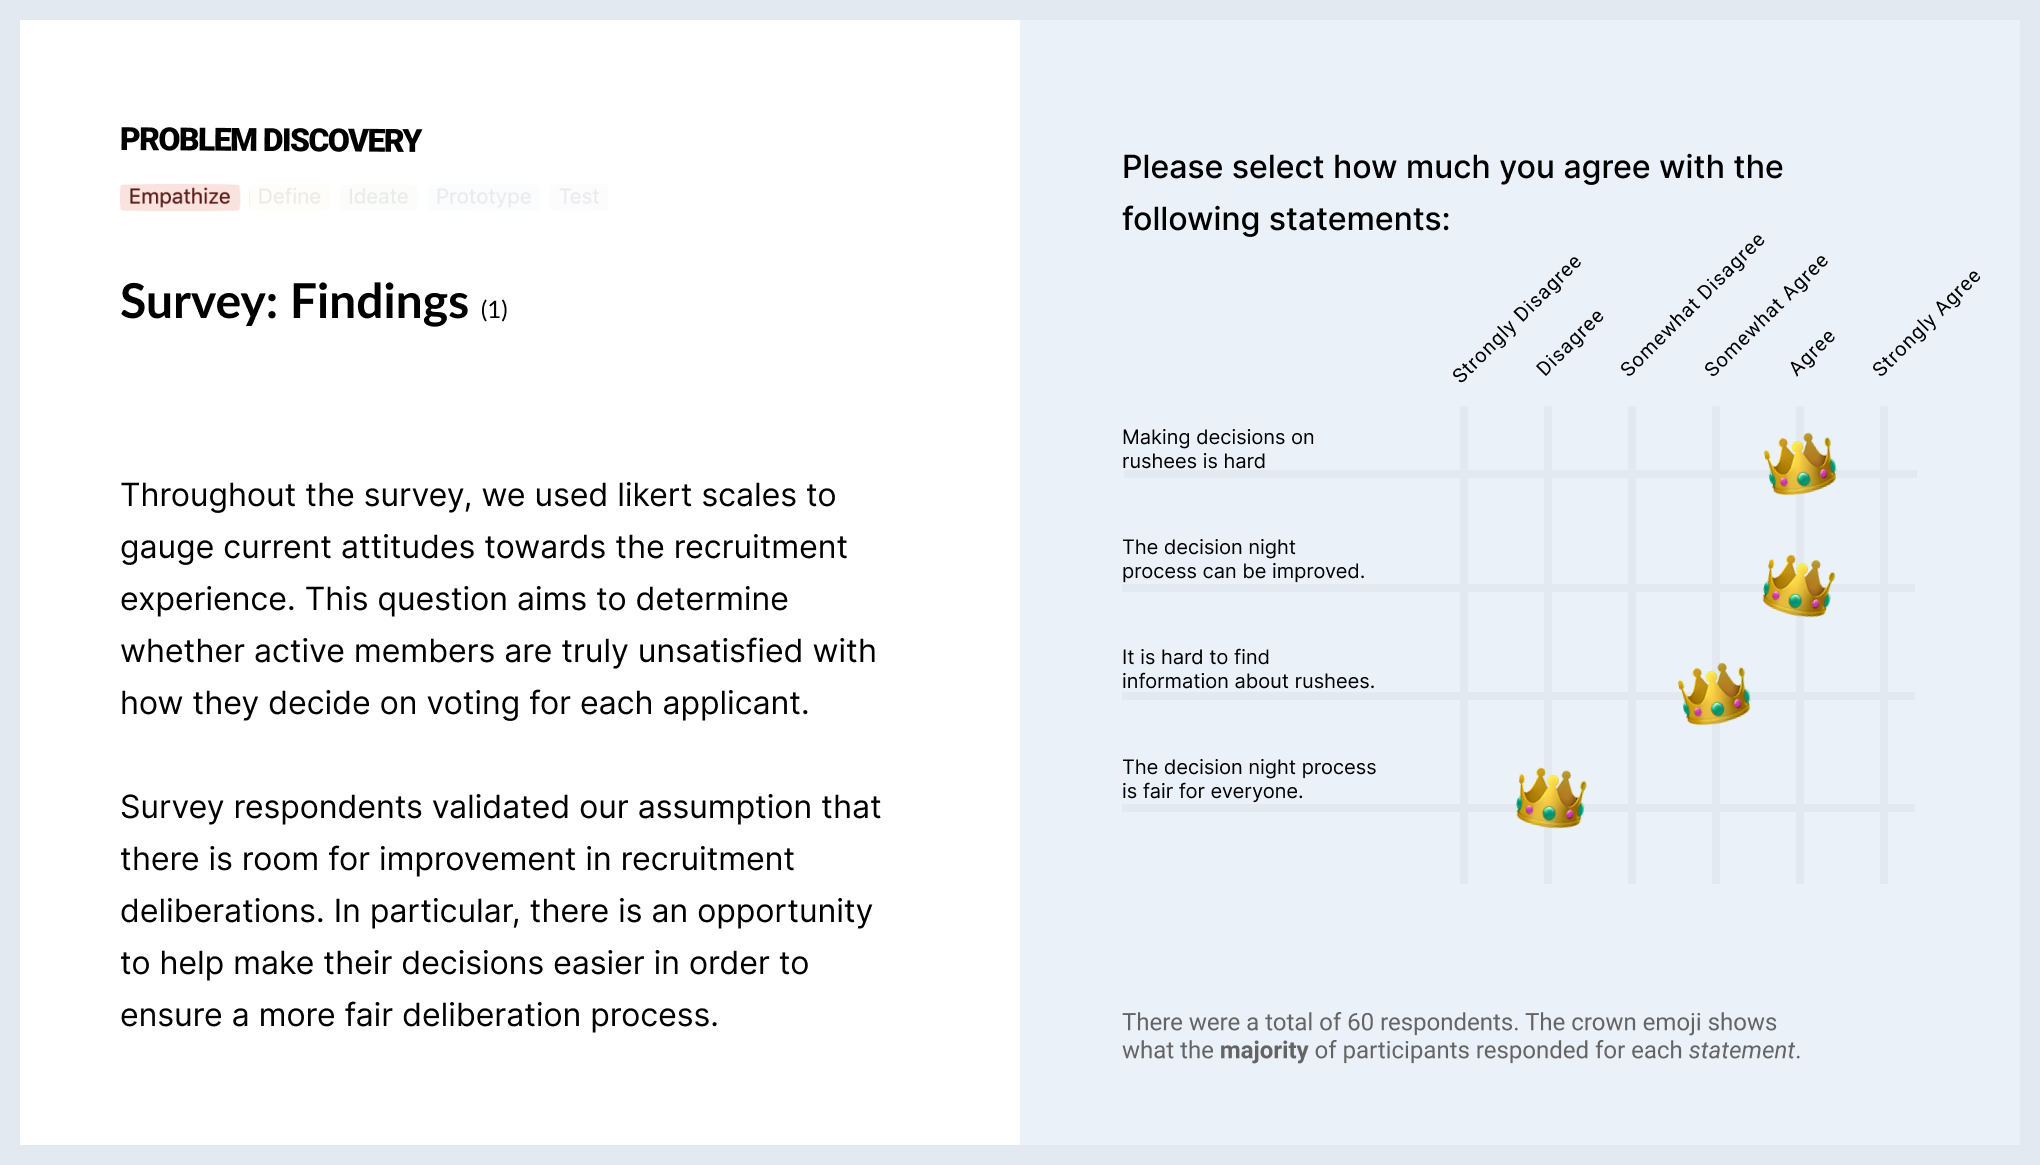 PROBLEM DISCOVERY
Empathize Define Ideate Prototype Test
Survey: Findings (1)
Throughout the survey, we used likert scales to
gauge current attitudes towards the recruitment
experience. This question aims to determine
whether active members are truly unsatisfied with
how they decide on voting for each applicant.
Survey respondents validated our assumption that
there is room for improvement in recruitment
deliberations. In particular, there is an opportunity
to help make their decisions easier in order to
ensure a more fair deliberation process.
Please select how much you agree with the
following statements:
Strongly Disagree
Disagree
Somewhat Disagree
Somewhat Agree
Agree
Strongly Agree
Making decisions on
rushees is hard
The decision night
process can be improved.
It is hard to find
information about rushees.
The decision night process
is fair for everyone.
There were a total of 60 respondents. The crown emoji shows
what the majority of participants responded for each statement.